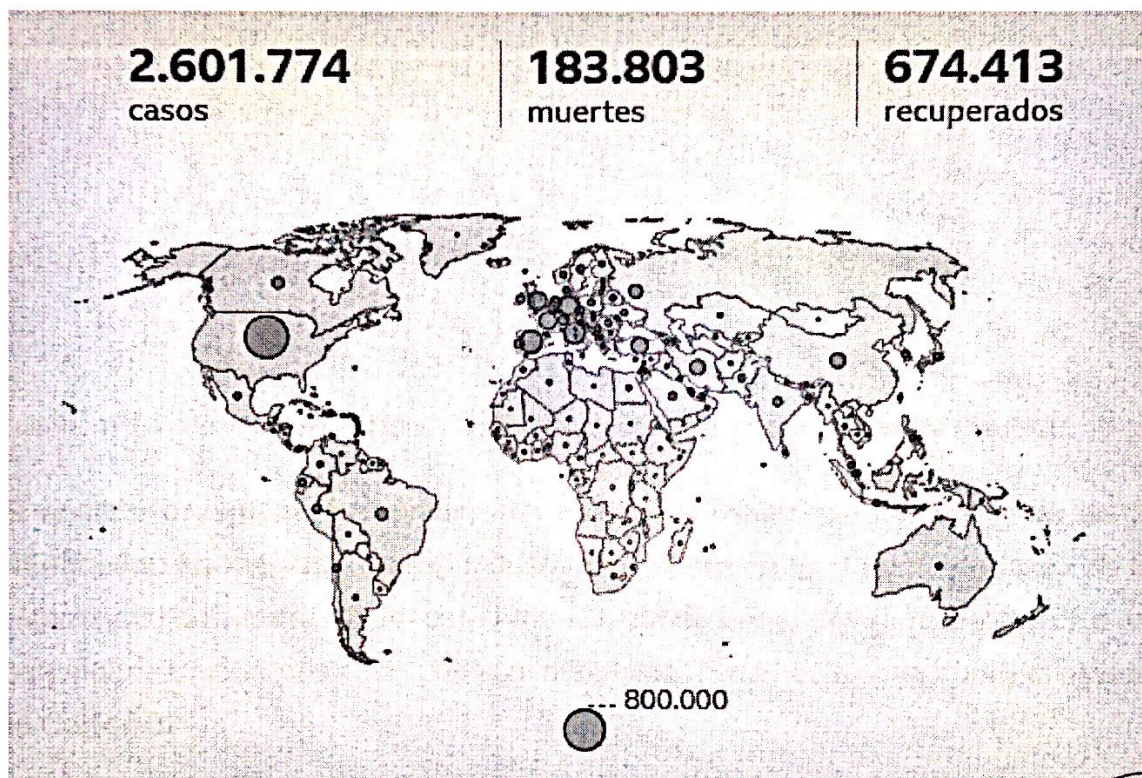 2.601.774
casos
183.803
muertes
674.413
recuperados
800.000